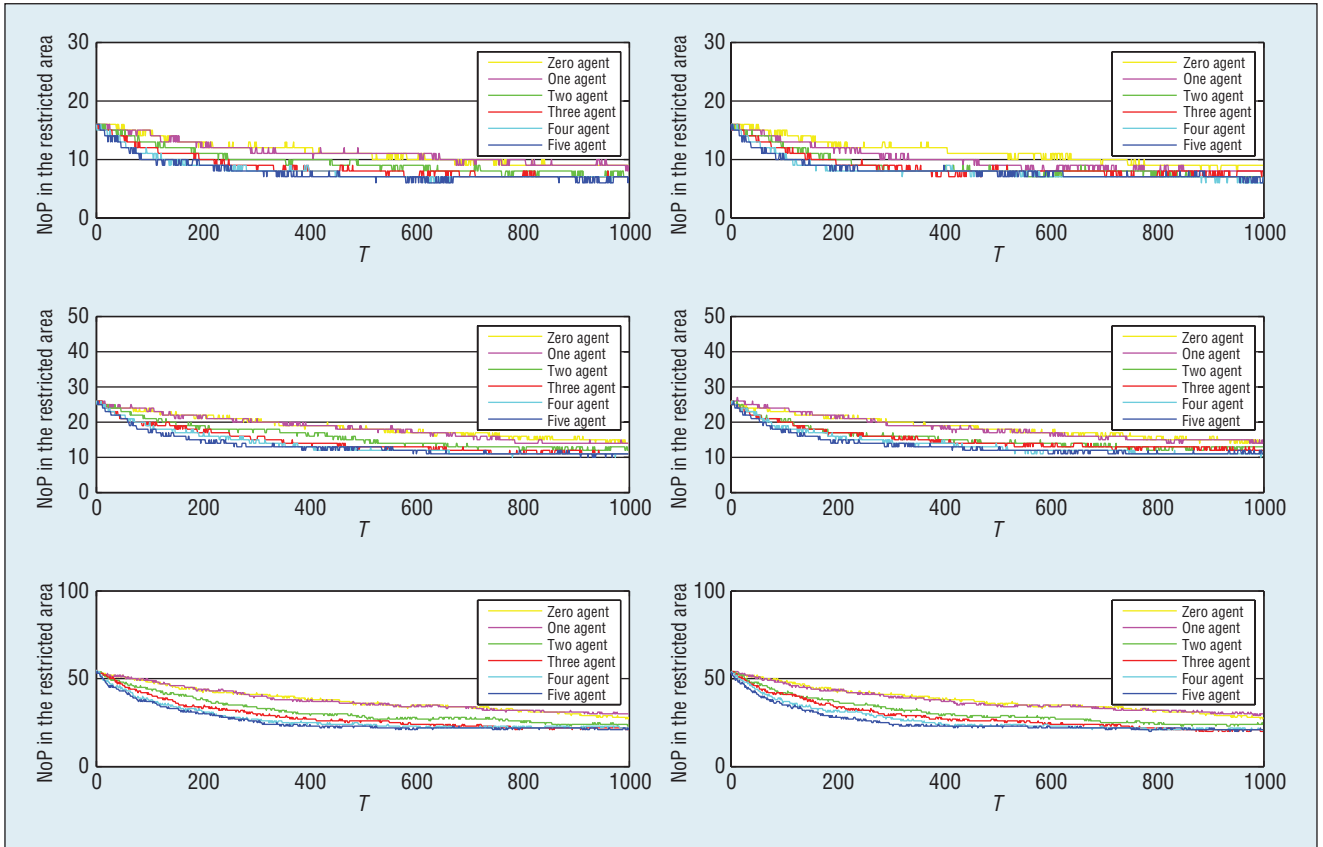 NoP in the restricted area
30
20
10
0
0 200 400 600 800 1000
T
Zero agent
One agent
Two agent
Three agent
Four agent
Five agent
NoP in the restricted area
30
20
10
0
0 200 400 600 800 1000
T
Zero agent
One agent
Two agent
Three agent
Four agent
Five agent
NoP in the restricted area
50
40
30
20
10
0
0 200 400 600 800 1000
T
Zero agent
One agent
Two agent
Three agent
Four agent
Five agent
NoP in the restricted area
50
40
30
20
10
0
0 200 400 600 800 1000
T
Zero agent
One agent
Two agent
Three agent
Four agent
Five agent
NoP in the restricted area
100
50
0
0 200 400 600 800 1000
T
Zero agent
One agent
Two agent
Three agent
Four agent
Five agent
NoP in the restricted area
100
50
0
0 200 400 600 800 1000
T
Zero agent
One agent
Two agent
Three agent
Four agent
Five agent